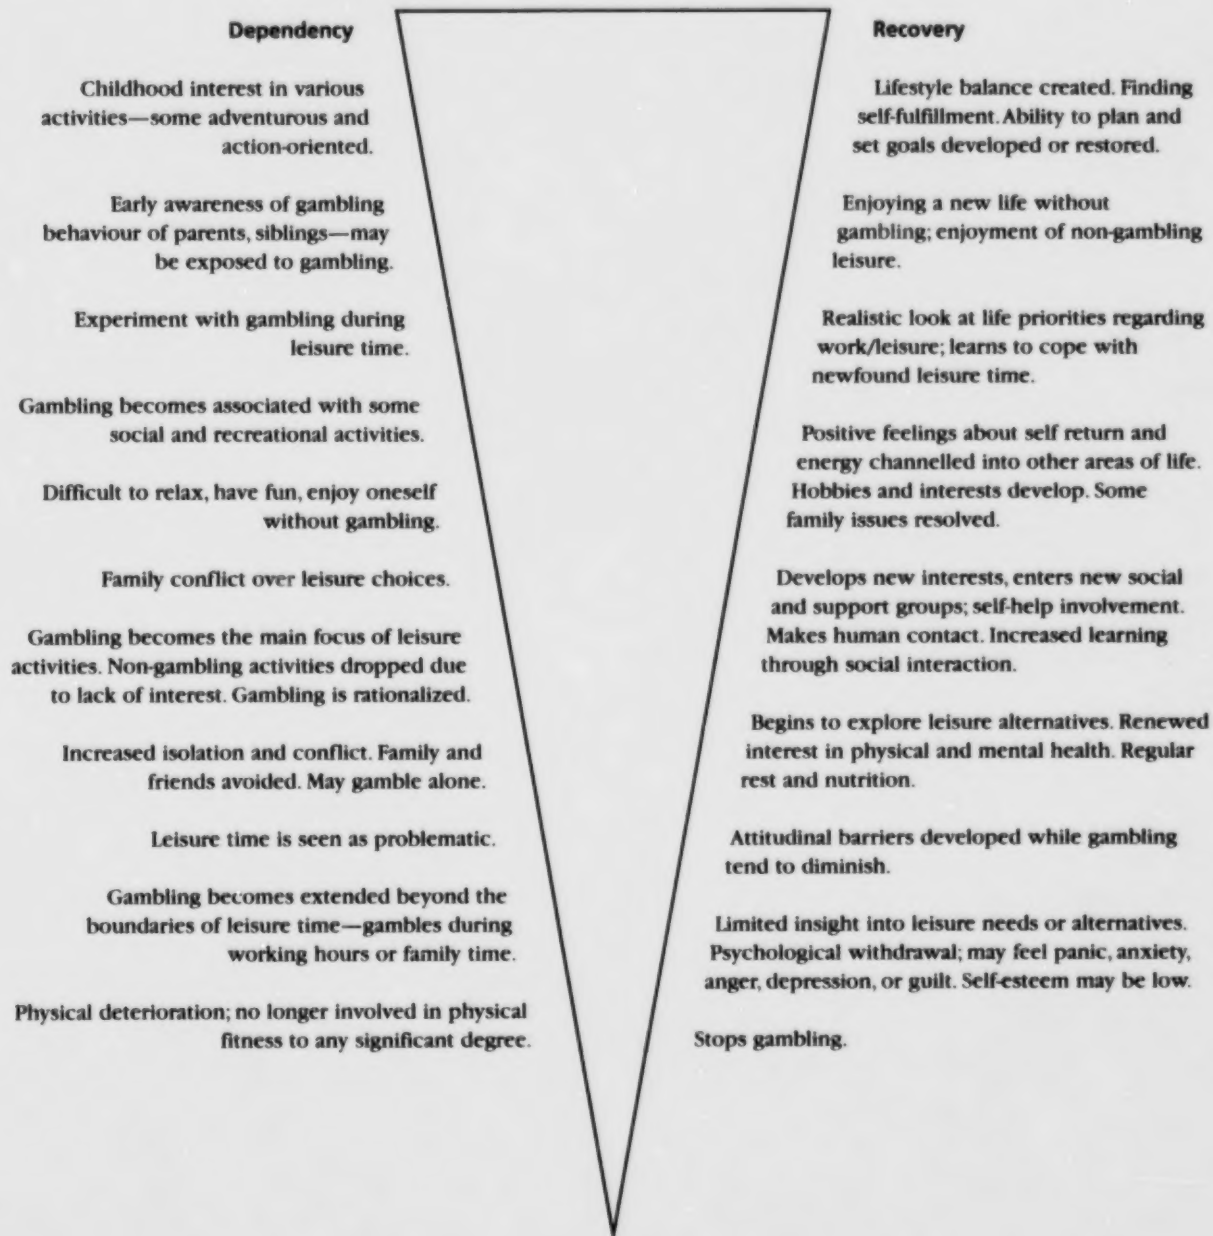 Dependency
Childhood interest in various
activities—some adventurous and
action-oriented.
Early awareness of gambling
behaviour of parents, siblings—may
be exposed to gambling.
Experiment with gambling during
leisure time.
Gambling becomes associated with some
social and recreational activities.
Difficult to relax, have fun, enjoy oneself
without gambling.
Family conflict over leisure choices.
Gambling becomes the main focus of leisure
activities. Non-gambling activities dropped due
to lack of interest. Gambling is rationalized.
Increased isolation and conflict. Family and
friends avoided. May gamble alone.
Leisure time is seen as problematic.
Gambling becomes extended beyond the
boundaries of leisure time—gambles during
working hours or family time.
Physical deterioration; no longer involved in physical
fitness to any significant degree.
Recovery
Lifestyle balance created. Finding
self-fulfillment. Ability to plan and
set goals developed or restored.
Enjoying a new life without
gambling; enjoyment of non-gambling
leisure.
Realistic look at life priorities regarding
work/leisure; learns to cope with
newfound leisure time.
Positive feelings about self return and
energy channelled into other areas of life.
Hobbies and interests develop. Some
family issues resolved.
Develops new interests, enters new social
and support groups; self-help involvement.
Makes human contact. Increased learning
through social interaction.
Begins to explore leisure alternatives. Renewed
interest in physical and mental health. Regular
rest and nutrition.
Attitudinal barriers developed while gambling
tend to diminish.
Limited insight into leisure needs or alternatives.
Psychological withdrawal; may feel panic, anxiety,
anger, depression, or guilt. Self-esteem may be low.
Stops gambling.